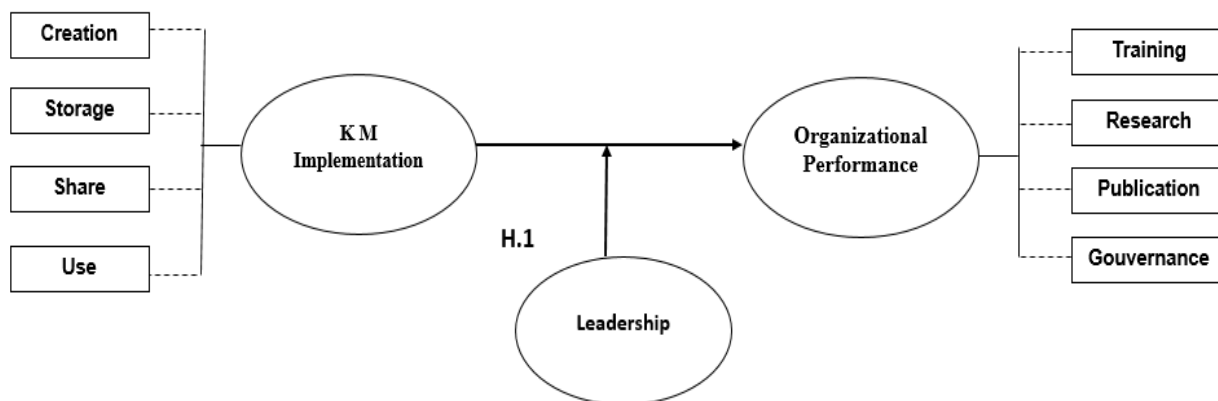 Creation
Storage
Share
Use
K M
Implementation
H.1
Leadership
Organizational
Performance
Training
Research
Publication
Gouvernance